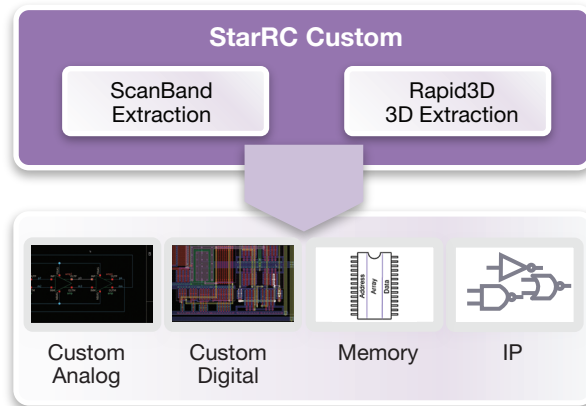 StarRC Custom
ScanBand
Extraction
Rapid3D
3D Extraction
Address
Array
Data
Custom
Analog
Custom
Digital
Memory
IP